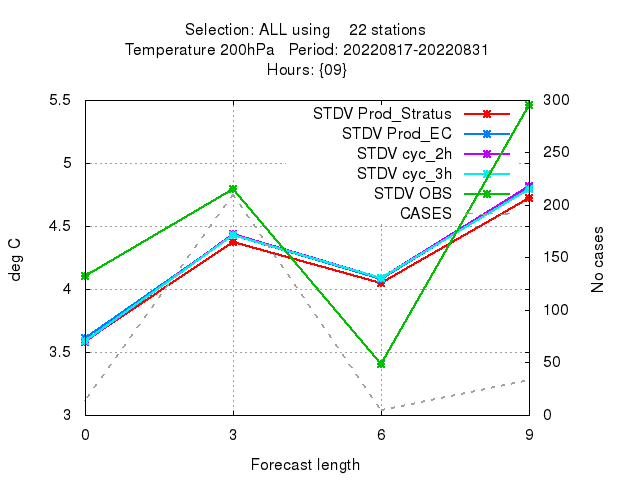 Selection: ALL using    22 stations
Temperature 200hPa   Period: 20220817-20220831
Hours: {09}
5.5
5
4.5
4
3.5
3
deg C
STDV Prod_Stratus
STDV Prod_EC
STDV cyc_2h
STDV cyc_3h
STDV OBS
CASES
300
250
200
150
100
50
0
No cases
0 3 6 9
Forecast length